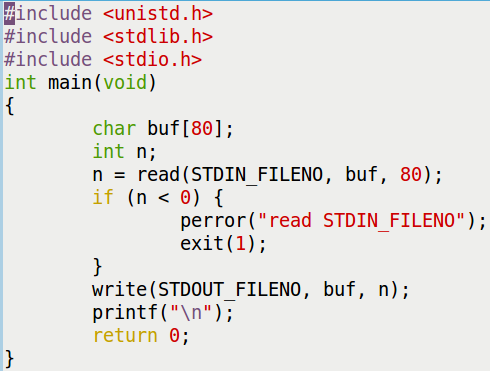 #include <unistd.h>
#include <stdlib.h>
#include <stdio.h>
int main(void)
{
        char buf[80];
        int n;
        n = read(STDIN_FILENO, buf, 80);
        if (n < 0) {
                perror("read STDIN_FILENO");
                exit(1);
        }
        write(STDOUT_FILENO, buf, n);
        printf("\n");
        return 0;
}